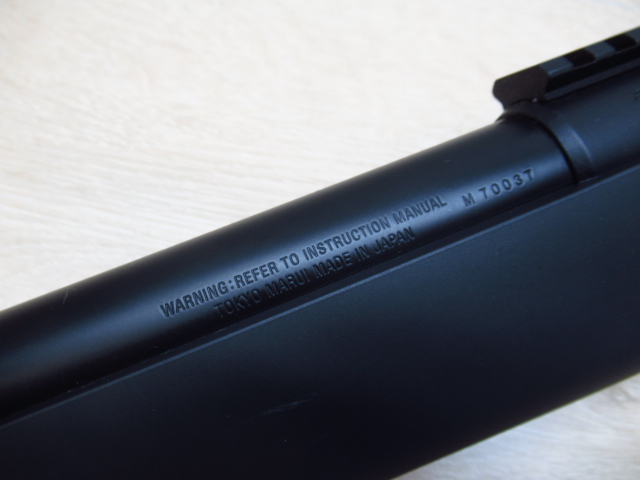 WARNING:REFER TO INSTRUCTION MANUAL M 70037
TOKYO MARUI MADE IN JAPAN